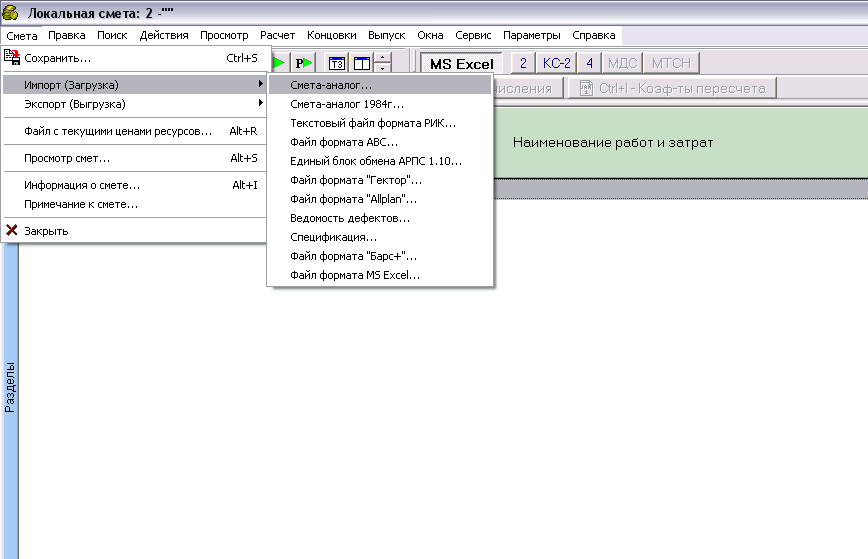 Локальная смета: 2 -""
Смета Правка Поиск Действия Просмотр Расчет Концовки Выпуск Окна Сервис Параметры Справка
Сохранить... Ctrl+S
Импорт (Загрузка)
Экспорт (Выгрузка)
Файл с текущими ценами ресурсов... Alt+R
Просмотр смет... Alt+S
Информация о смете... Alt+I
Примечание к смете...
Закрыть
P ТЗ MS Excel 2 КС-2 4 МДС МТСН
числения Ctrl+I - Коэф-ты пересчета
Смета-аналог...
Смета-аналог 1984г...
Текстовый файл формата РИК...
Файл формата АВС...
Единый блок обмена АРПС 1.10...
Файл формата "Гектор"...
Файл формата "Allplan"...
Ведомость дефектов...
Спецификация...
Файл формата "Барс+"...
Файл формата MS Excel...
Наименование работ и затрат
Разделы